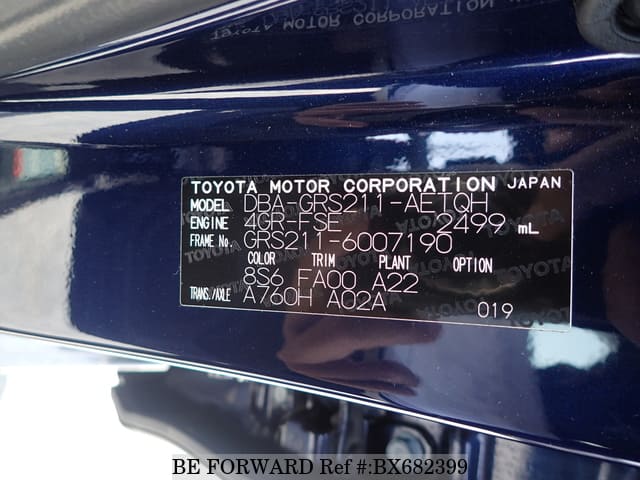 TOYOTA MOTOR CORPORATION JAPAN
MODEL DBA-GRS211-AETQH
ENGINE 4GR-FSE 2499 mL
FRAME No. GRS211-6007190
COLOR TRIM PLANT OPTION
8S6 FA00 A22
TRANS./AXLE A760H A02A
019
BE FORWARD Ref #:BX682399